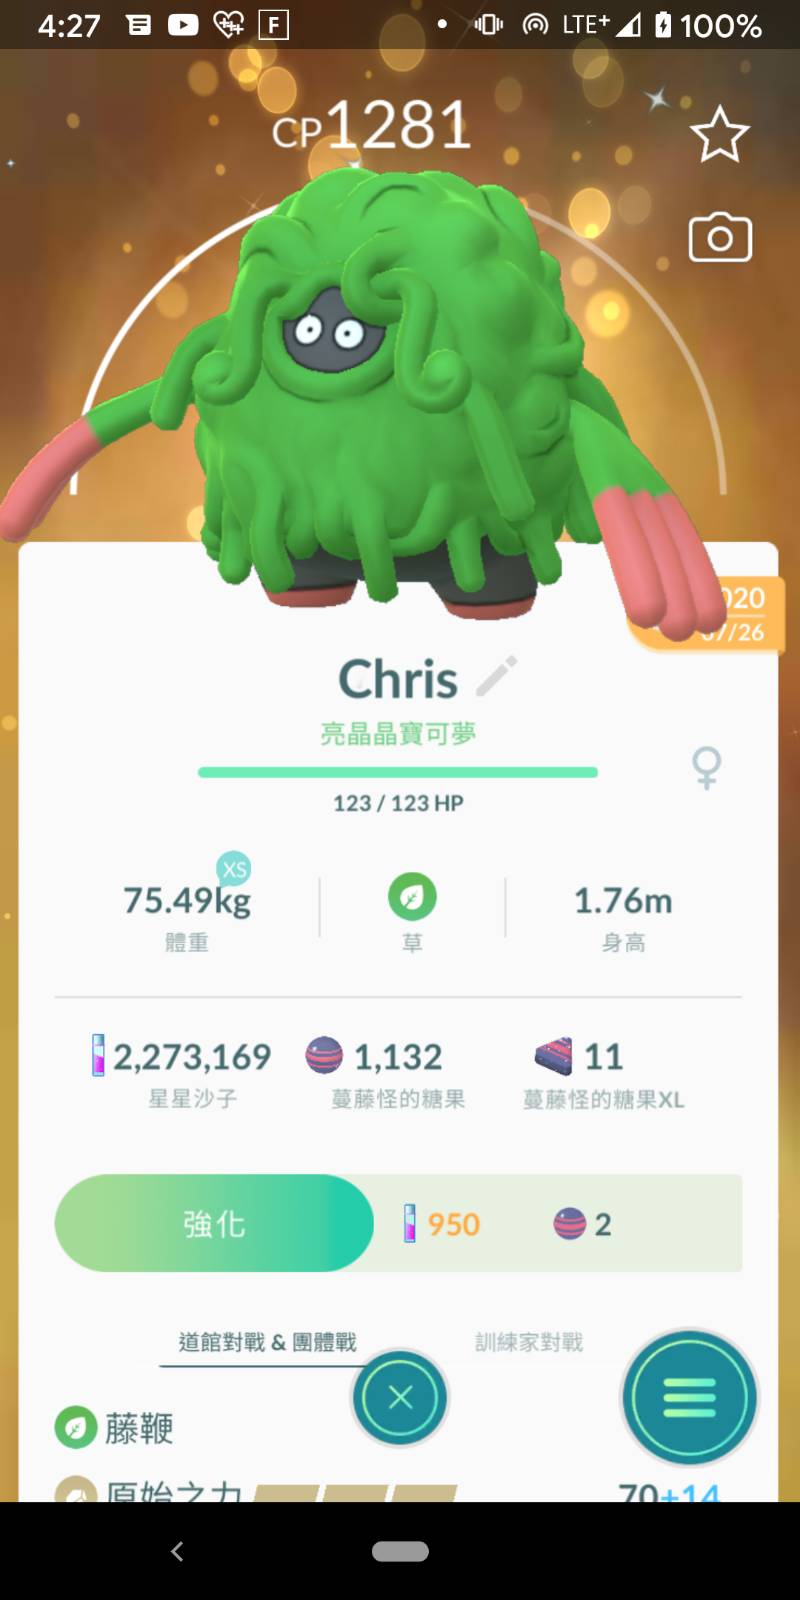 4:27 F LTE+ 100%
CP1281
020
07/26
Chris
亮晶晶寶可夢
123 / 123 HP
XS
75.49kg 1.76m
體重 草 身高
2,273,169 1,132 11
星星沙子 蔓藤怪的糖果 蔓藤怪的糖果XL
強化 950 2
道館對戰 & 團體戰 訓練家對戰
藤鞭
原始之力 70+14